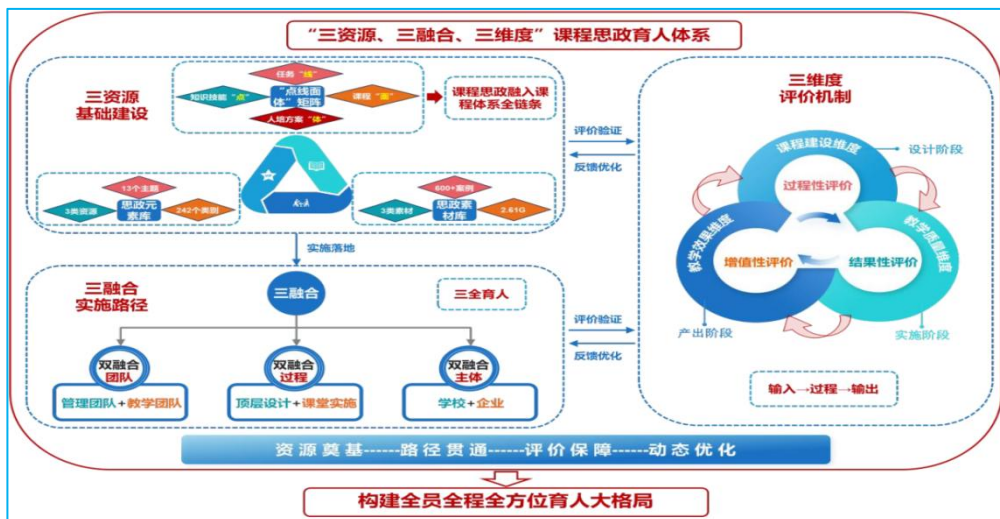 “三资源、三融合、三维度”课程思政育人体系
三资源
基础建设
任务“线”
知识技能“点”
“点线面
体”矩阵
课程“面”
人培方案“体”
课程思政融入课
程体系全链条
13个主题
3类资源
思政元
素库
242个类别
600+案例
3类素材
思政素
材库
2.61G
评价验证
反馈优化
实施落地
三融合
实施路径
三融合
三全育人
双融合
团队
双融合
过程
双融合
主体
管理团队+教学团队
顶层设计+课堂实施
学校+企业
评价验证
反馈优化
三维度
评价机制
课程建设维度
设计阶段
过程性评价
教学效果维度
增值性评价
结果性评价
教学质量维度
产出阶段
实施阶段
输入→过程→输出
资源奠基------路径贯通------评价保障------动态优化
构建全员全程全方位育人大格局